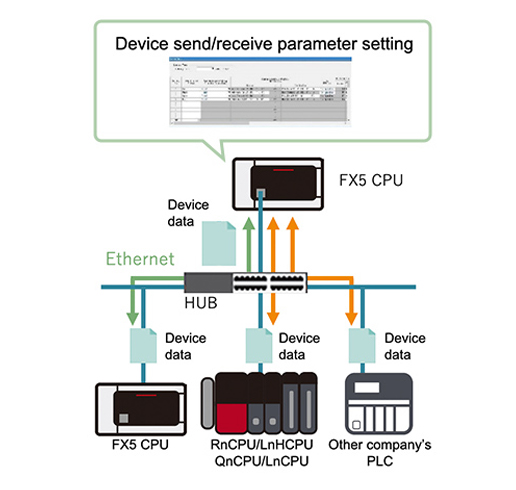 Device send/receive parameter setting
FX5 CPU
Device
data
Ethernet
HUB
Device
data
Device
data
Device
data
FX5 CPU
RnCPU/LnHCPU
QnCPU/LnCPU
Other company's
PLC